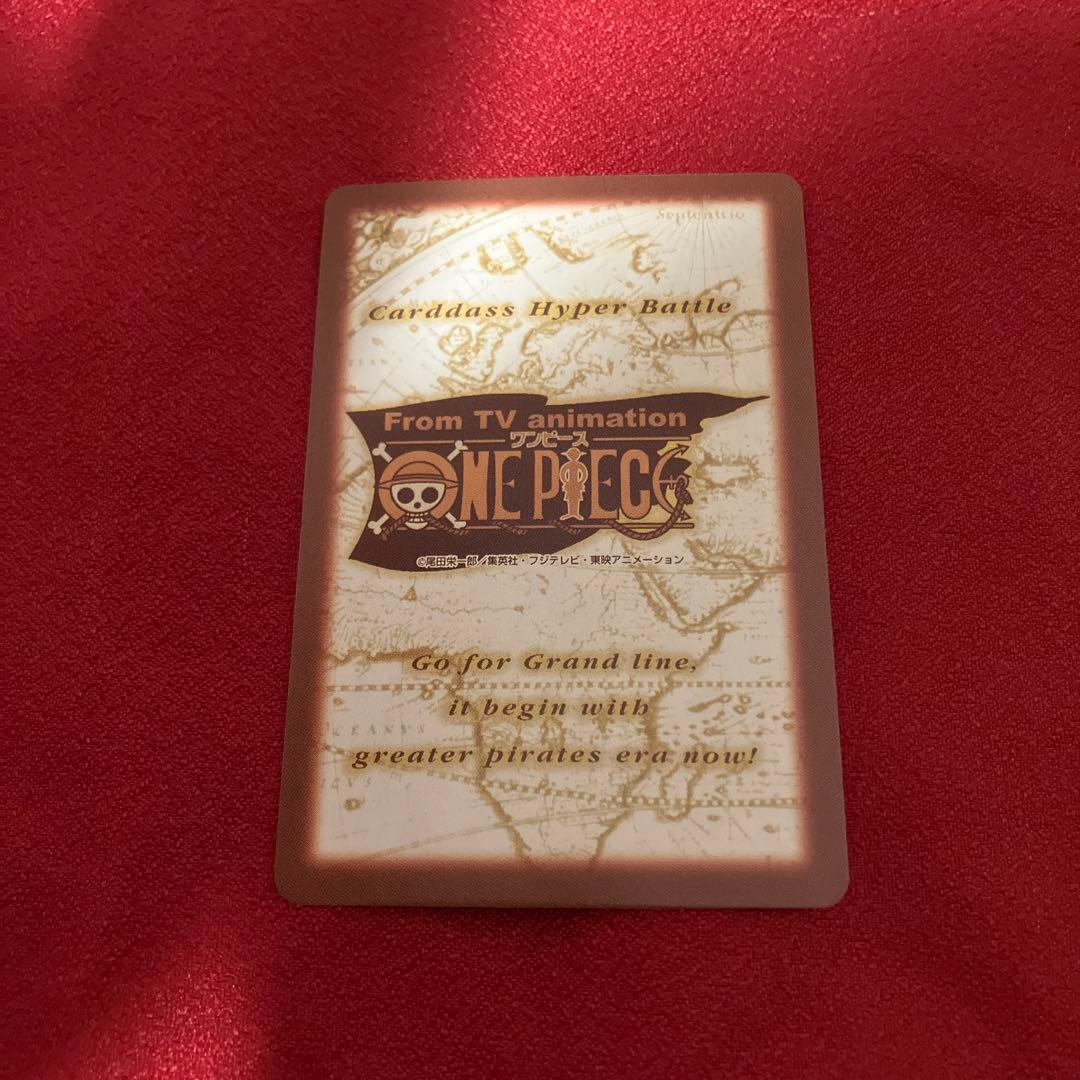 Septentrio
Carddass Hyper Battle
From TV animation
ワンピース
ONE PIECE
©尾田栄一郎／集英社・フジテレビ・東映アニメーション
Go for Grand line,
it begin with
greater pirates era now!